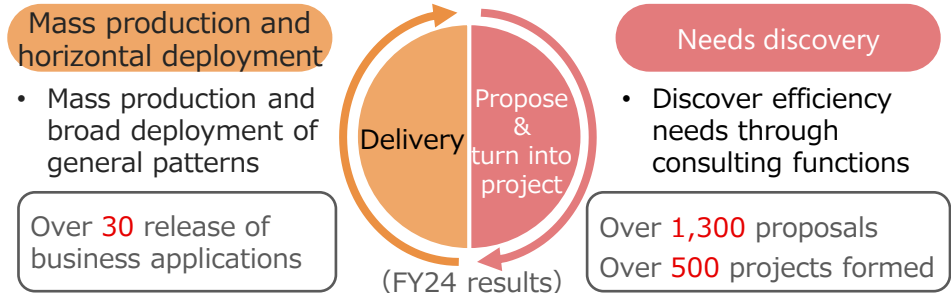 Mass production and
horizontal deployment
• Mass production and
broad deployment of
general patterns
Over 30 release of
business applications
Delivery
Propose
&
turn into
project
(FY24 results)
Needs discovery
• Discover efficiency
needs through
consulting functions
Over 1,300 proposals
Over 500 projects formed